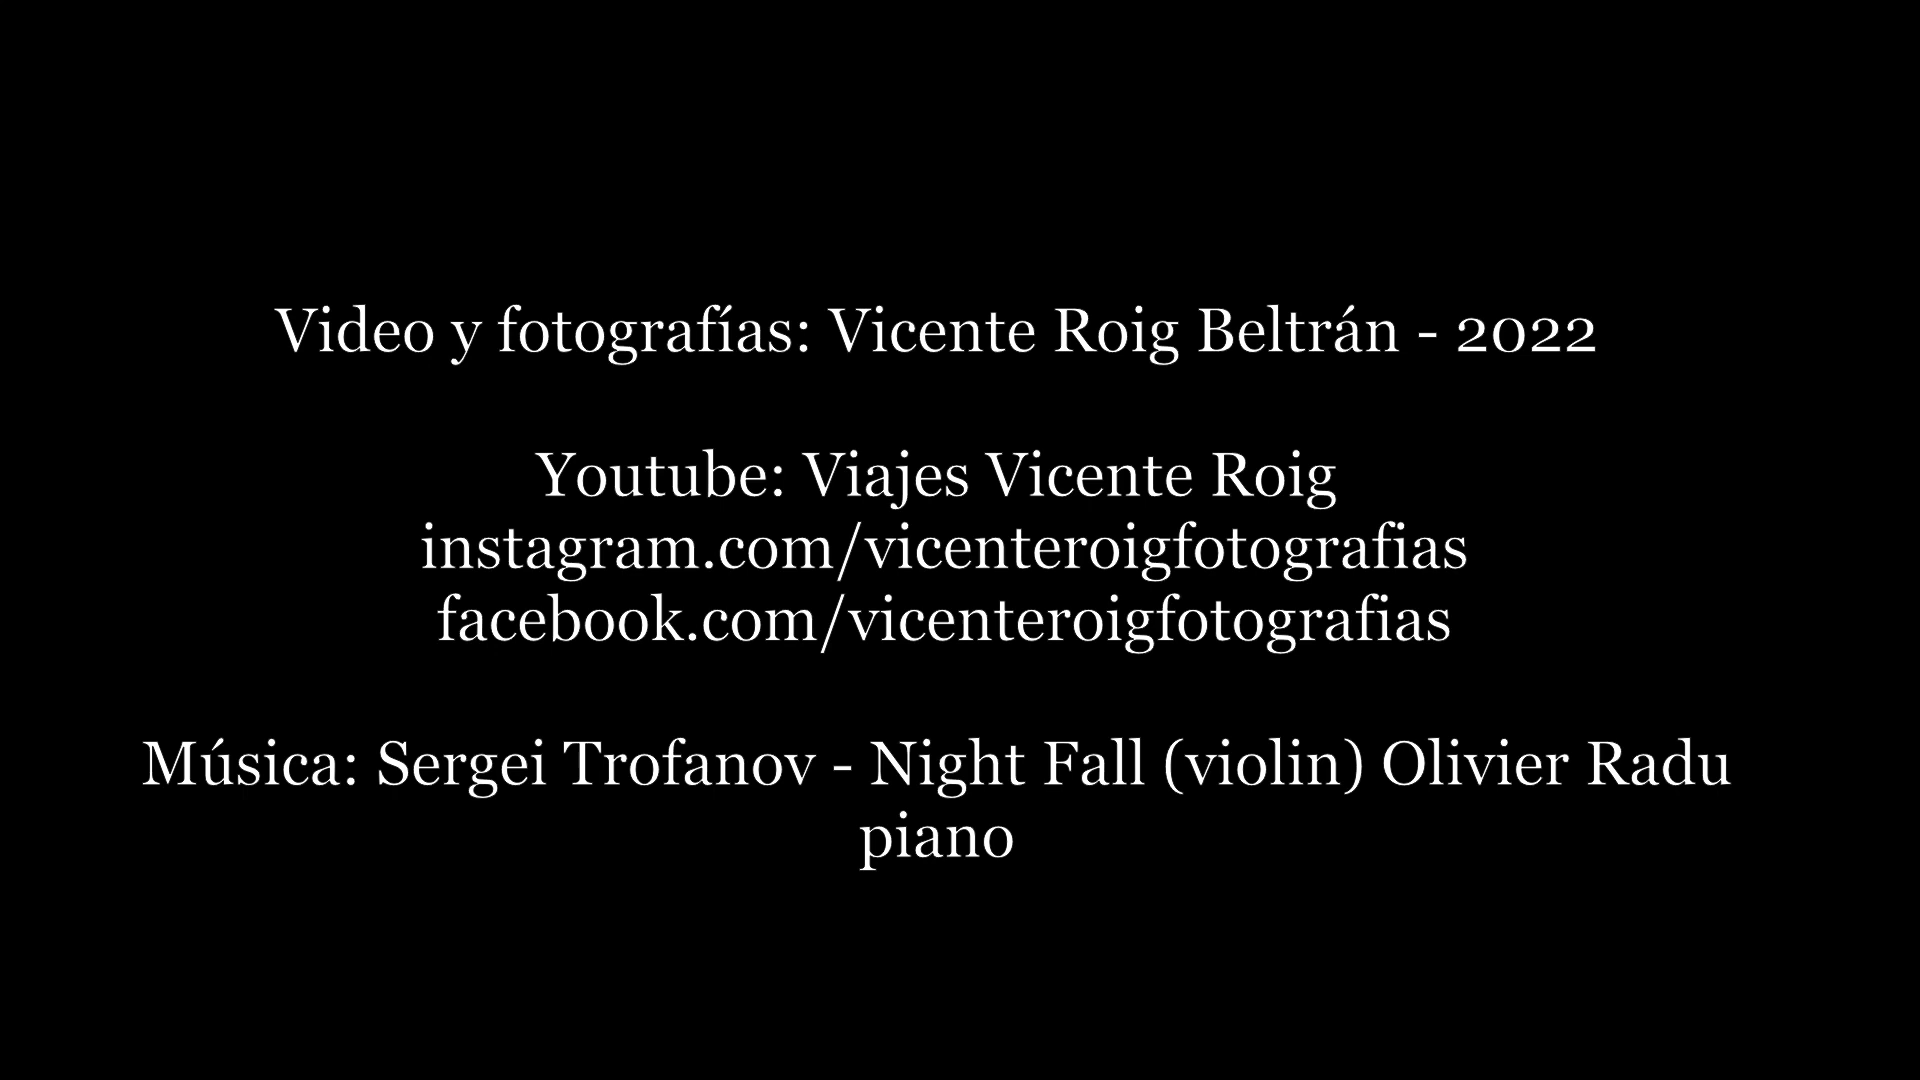 Video y fotografías: Vicente Roig Beltrán - 2022
Youtube: Viajes Vicente Roig
instagram.com/vicenteroigfotografias
facebook.com/vicenteroigfotografias
Música: Sergei Trofanov - Night Fall (violin) Olivier Radu
piano